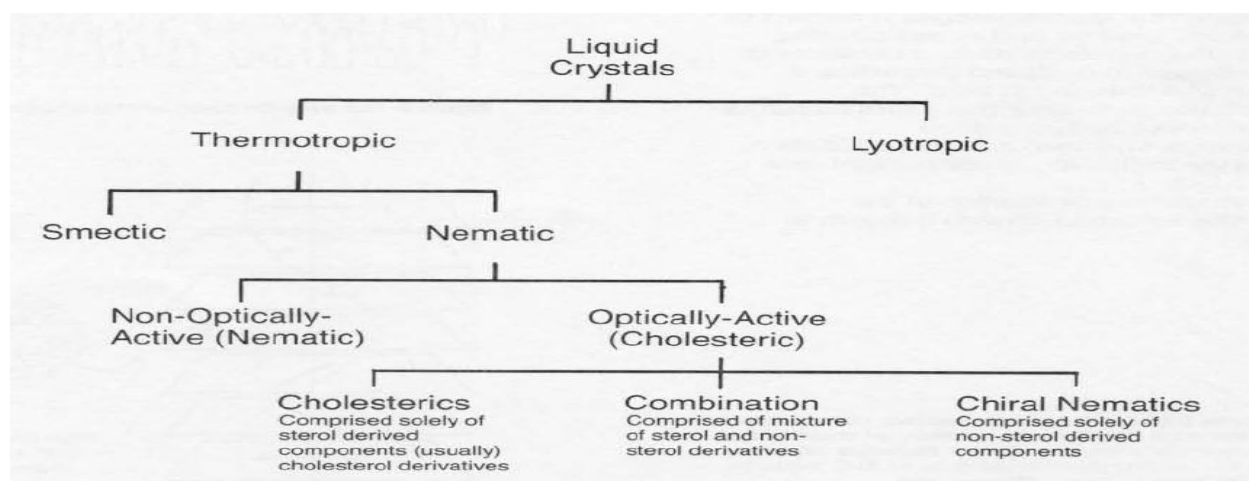 Liquid
Crystals
Thermotropic
Lyotropic
Smectic
Nematic
Non-Optically-
Active (Nematic)
Optically-Active
(Cholesteric)
Cholesterics
Comprised solely of
sterol derived
components (usually)
cholesterol derivatives
Combination
Comprised of mixture
of sterol and non-
sterol derivatives
Chiral Nematics
Comprised solely of
non-sterol derived
components